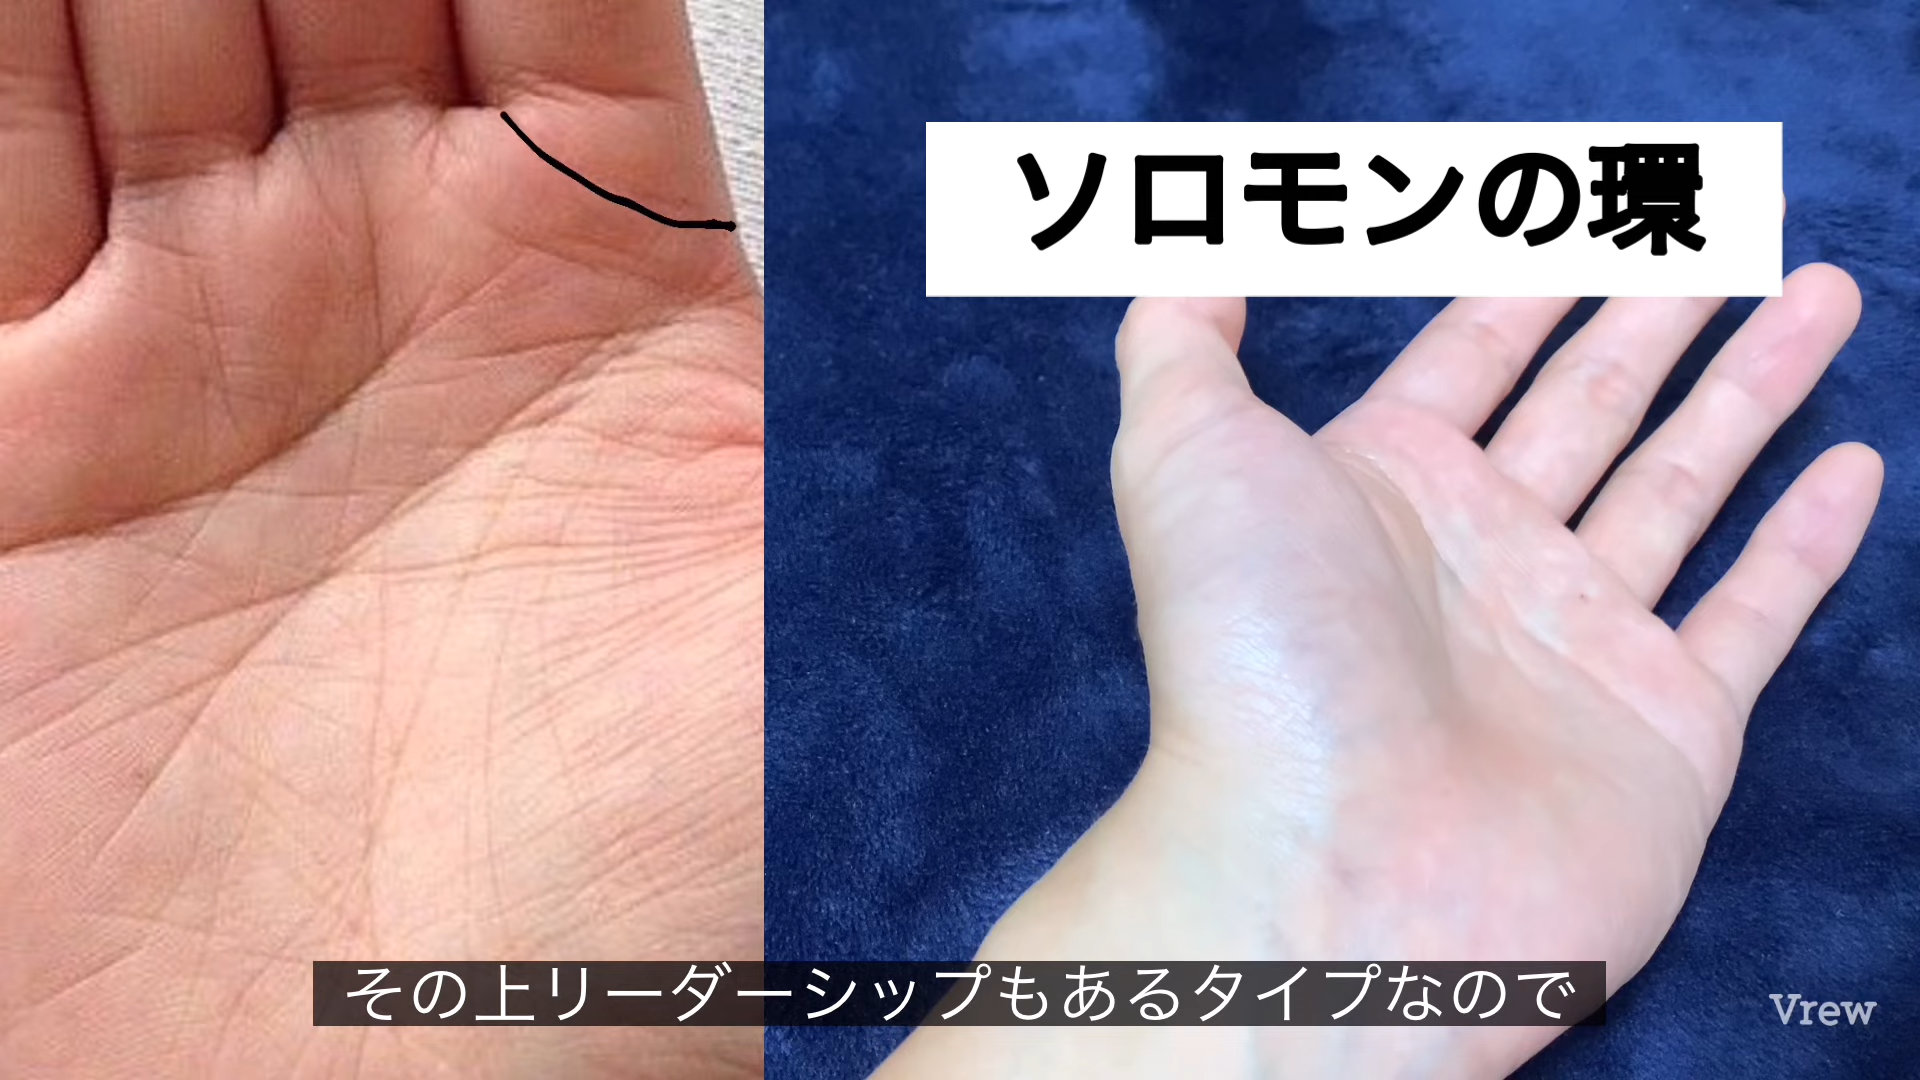 ソロモンの環
その上リーダーシップもあるタイプなので
Vrew